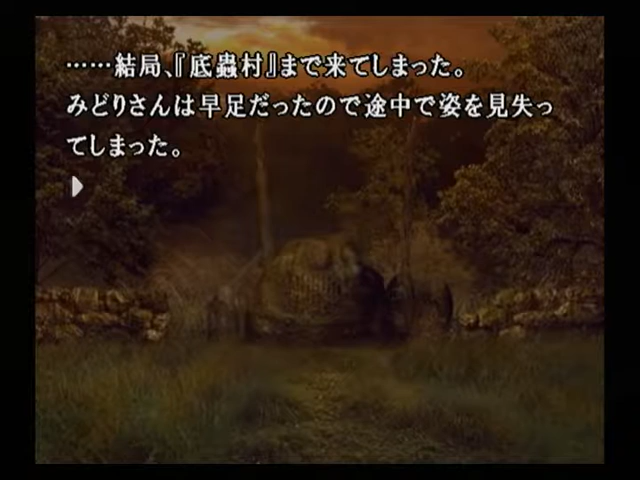 ……結局、『底蟲村』まで来てしまった。
みどりさんは早足だったので途中で姿を見失っ
てしまった。